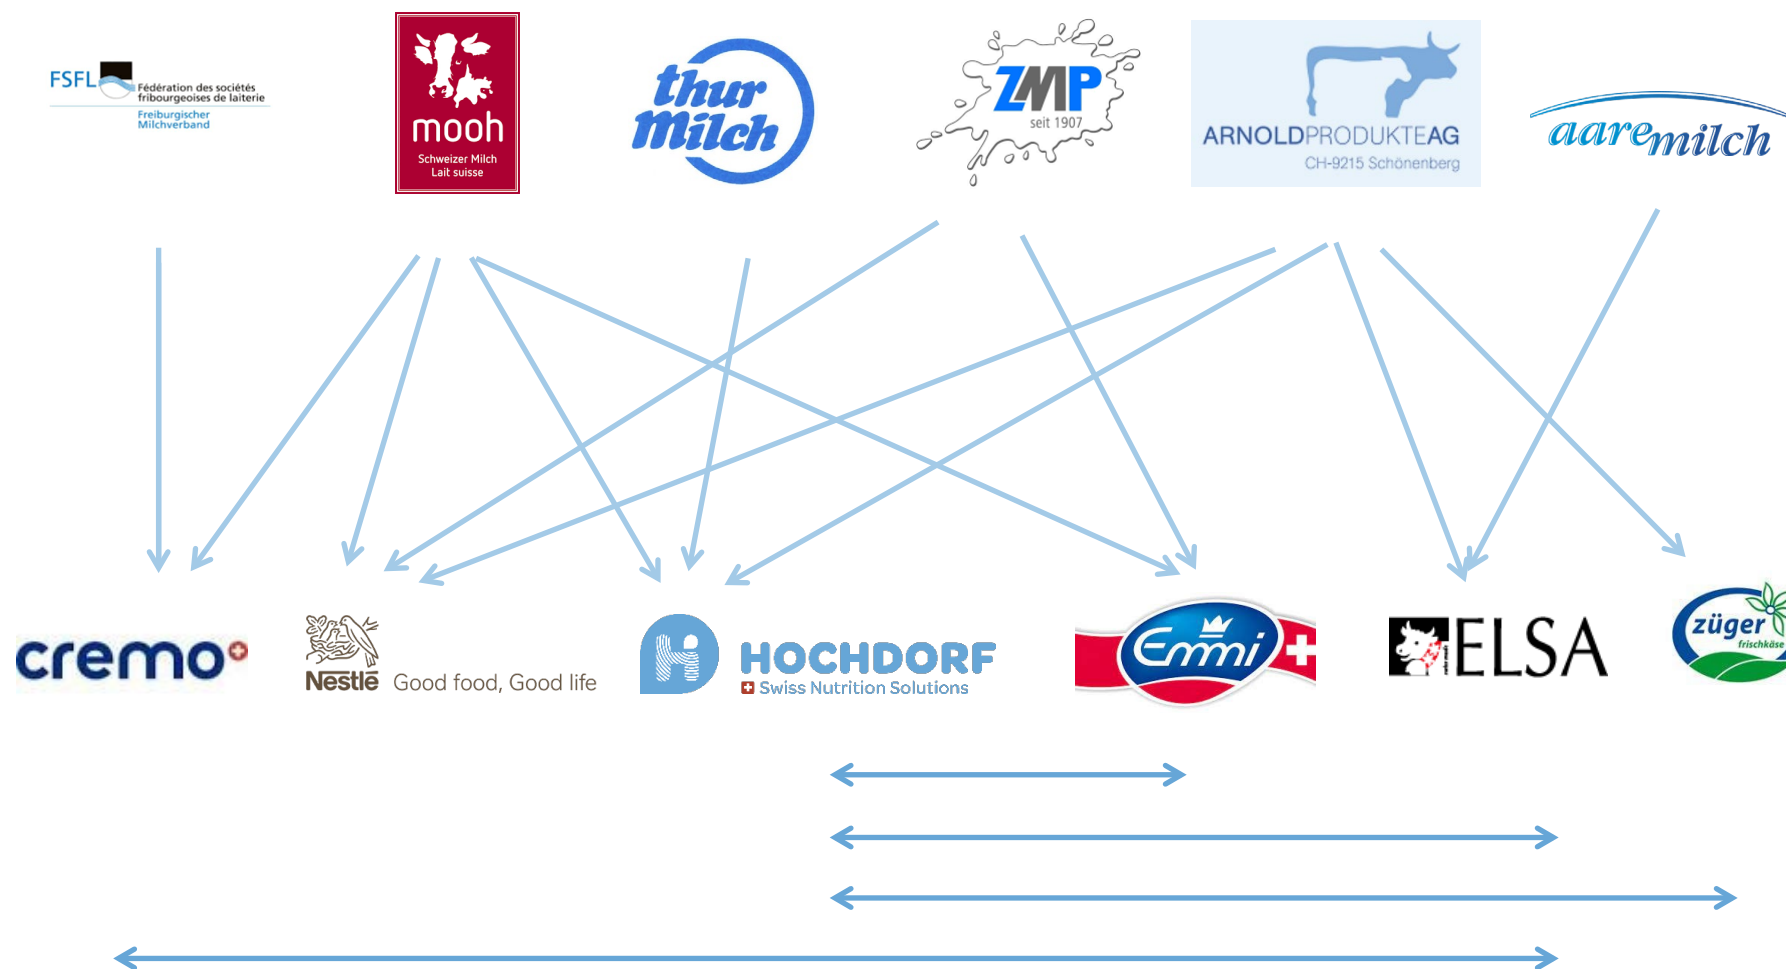 FSFL
Fédération des sociétés
fribourgeoises de laiterie
Freiburgischer
Milchverband
mooh
Schweizer Milch
Lait suisse
thur
milch
ZMP
seit 1907
ARNOLDPRODUKTEAG
CH-9215 Schönenberg
aaremilch
cremo
Nestlé
Good food, Good life
HOCHDORF
Swiss Nutrition Solutions
Emmi
ELSA
züger
frischkäse